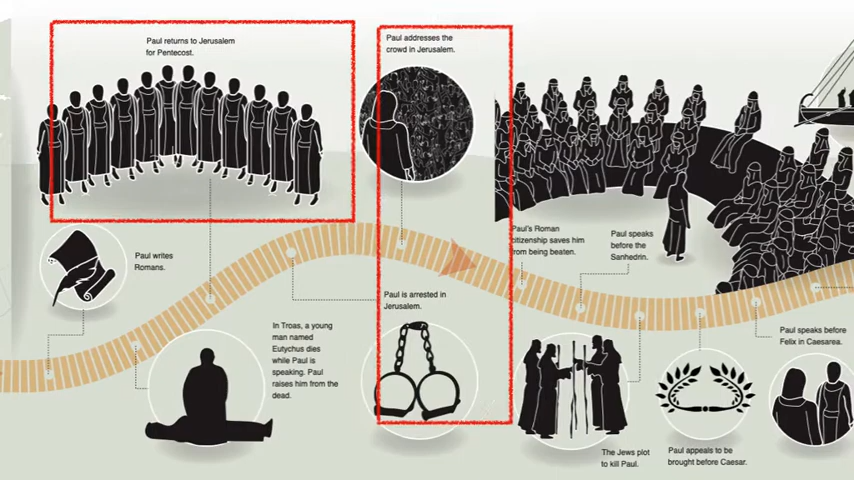 Paul returns to Jerusalem
for Pentecost.
Paul addresses the
crowd in Jerusalem.
Paul writes
Romans.
Paul's Roman
citizenship saves him
from being beaten.
Paul speaks
before the
Sanhedrin.
In Troas, a young
man named
Eutychus dies
while Paul is
speaking. Paul
raises him from the
dead.
Paul is arrested in
Jerusalem.
The Jews plot
to kill Paul.
Paul appeals to be
brought before Caesar.
Paul speaks before
Felix in Caesarea.